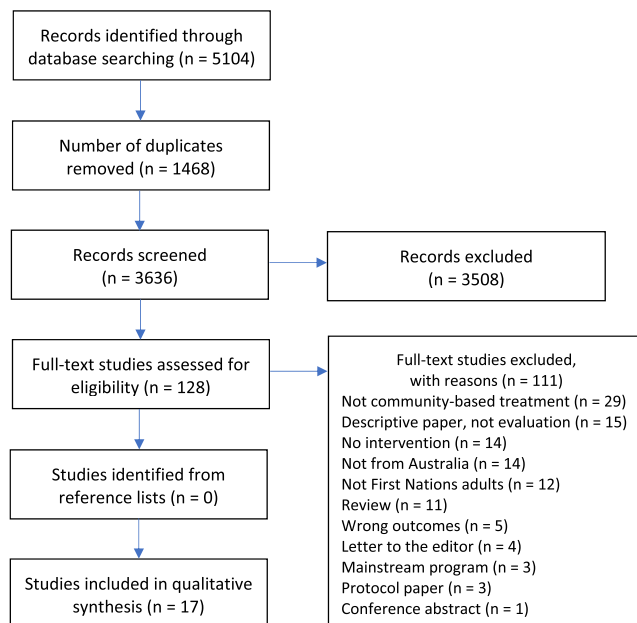 Records identified through
database searching (n = 5104)
Number of duplicates
removed (n = 1468)
Records screened
(n = 3636)
Records excluded
(n = 3508)
Full-text studies assessed for
eligibility (n = 128)
Full-text studies excluded,
with reasons (n = 111)
Not community-based treatment (n = 29)
Descriptive paper, not evaluation (n = 15)
No intervention (n = 14)
Not from Australia (n = 14)
Not First Nations adults (n = 12)
Review (n = 11)
Wrong outcomes (n = 5)
Letter to the editor (n = 4)
Mainstream program (n = 3)
Protocol paper (n = 3)
Conference abstract (n = 1)
Studies identified from
reference lists (n = 0)
Studies included in qualitative
synthesis (n = 17)